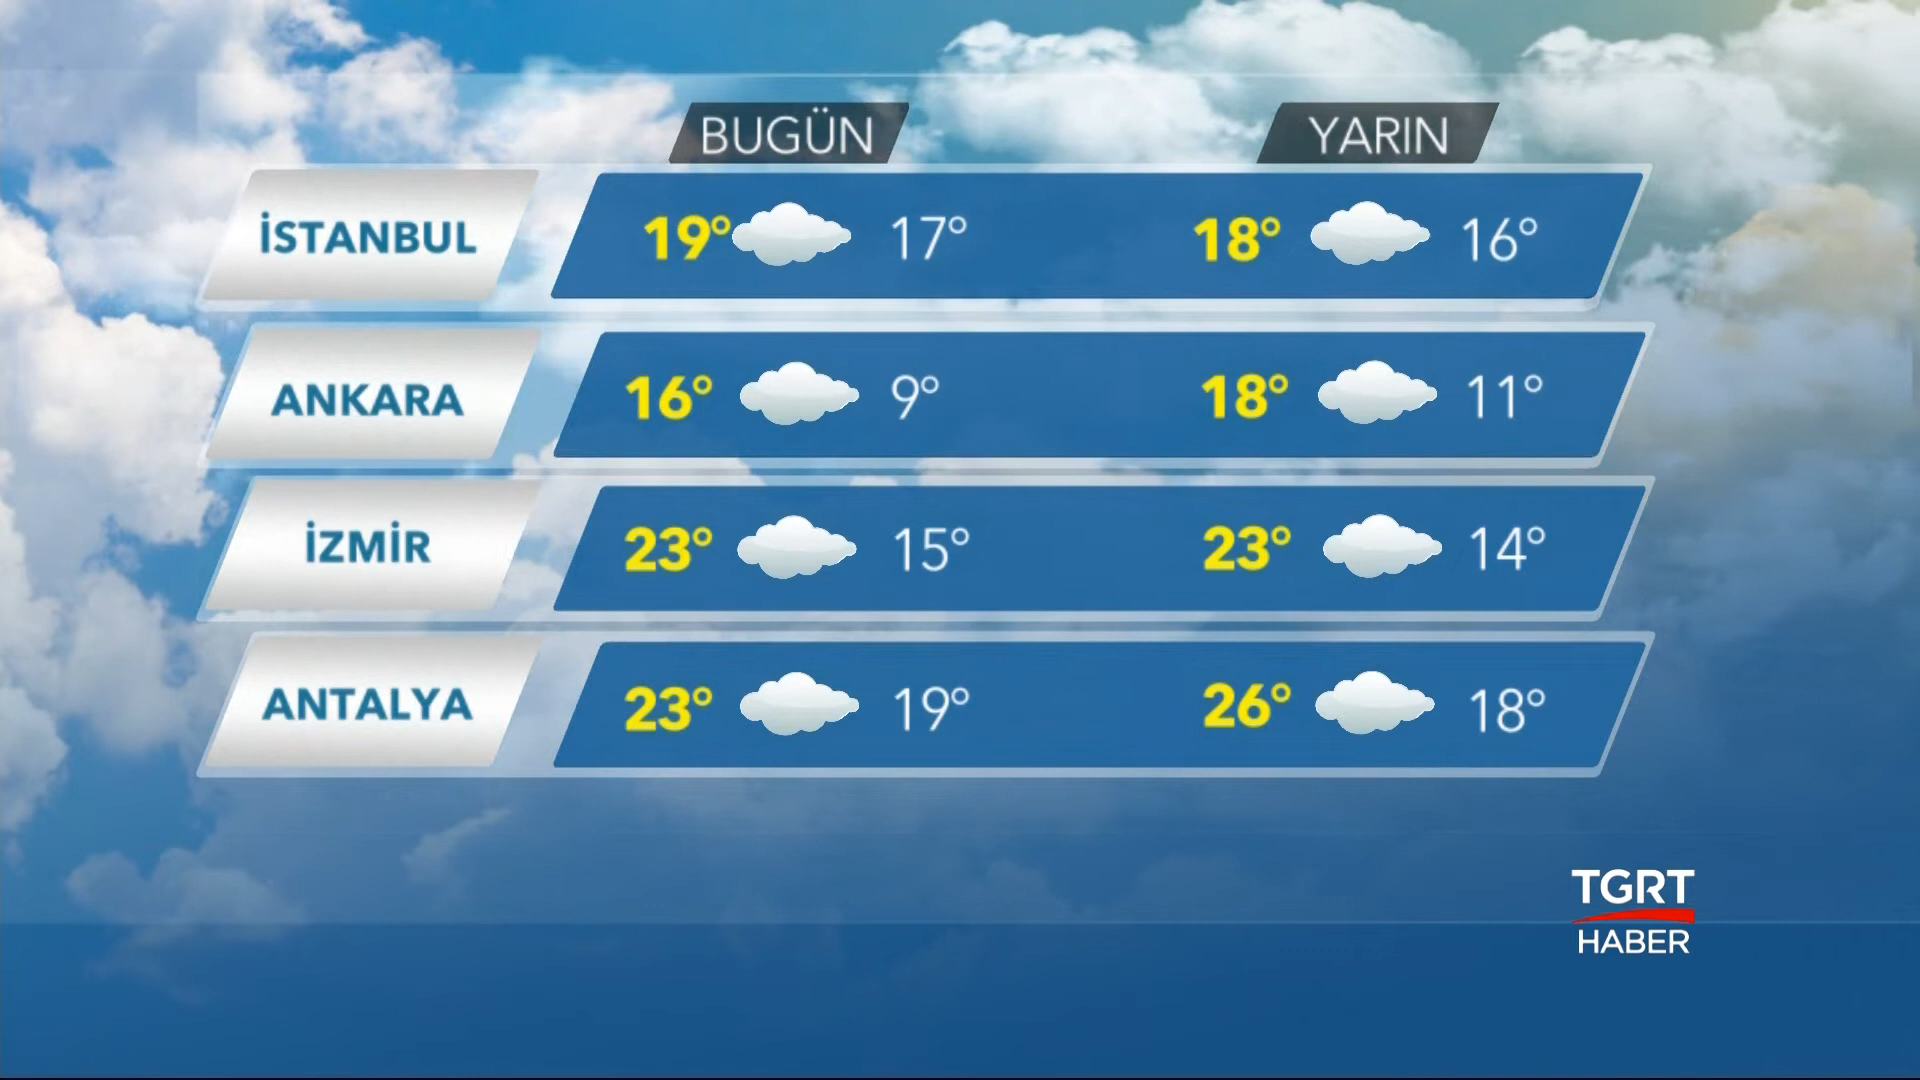 BUGÜN YARIN
İSTANBUL 19° 17° 18° 16°
ANKARA 16° 9° 18° 11°
İZMİR 23° 15° 23° 14°
ANTALYA 23° 19° 26° 18°
TGRT
HABER